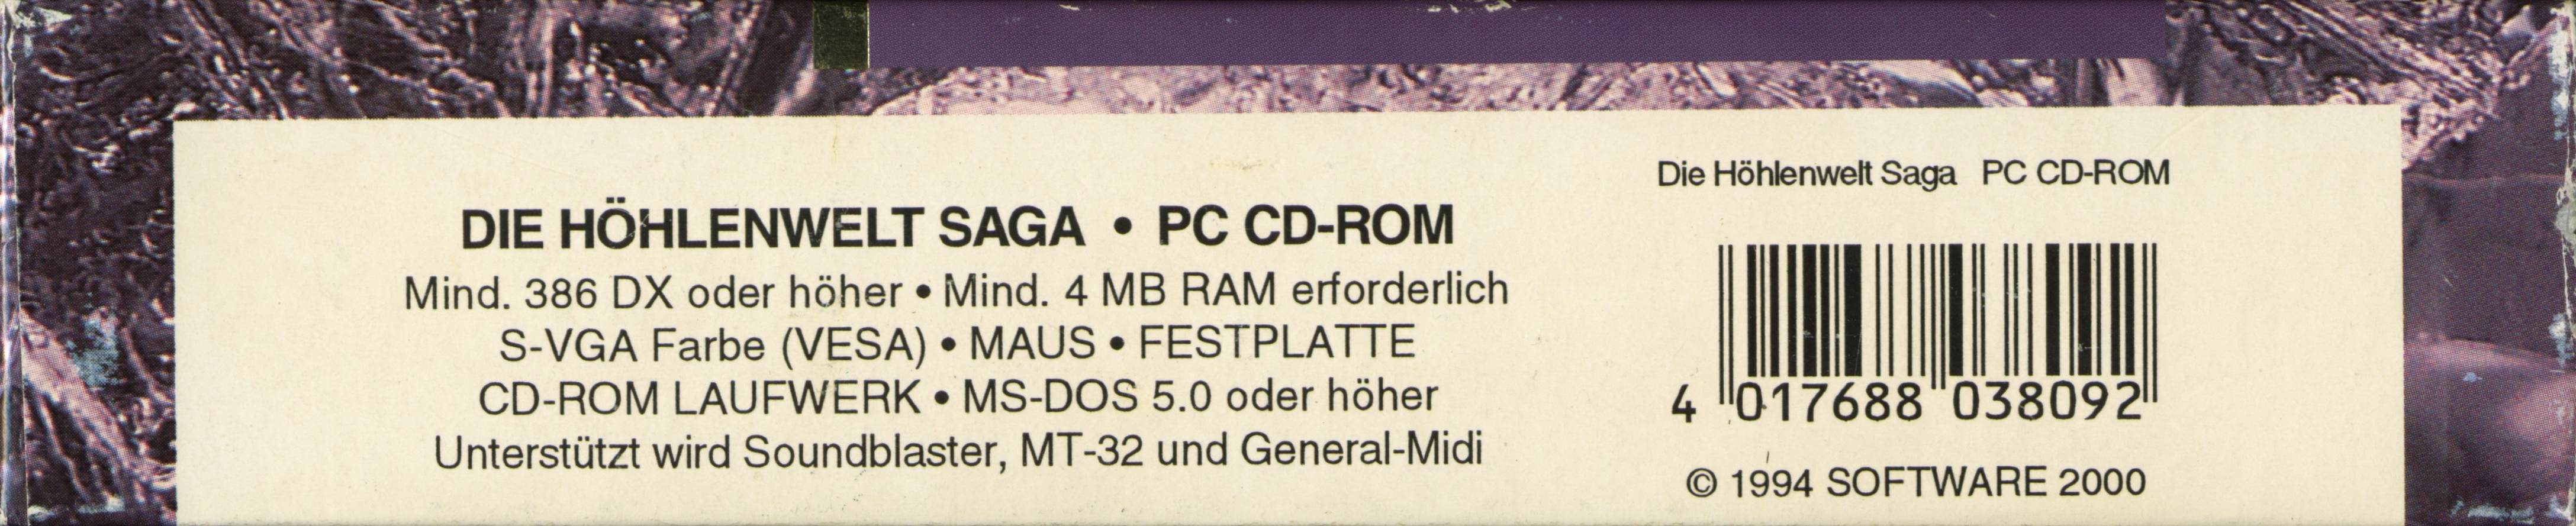 DIE HÖHLENWELT SAGA • PC CD-ROM
Mind. 386 DX oder höher • Mind. 4 MB RAM erforderlich
S-VGA Farbe (VESA) • MAUS • FESTPLATTE
CD-ROM LAUFWERK • MS-DOS 5.0 oder höher
Unterstützt wird Soundblaster, MT-32 und General-Midi
Die Höhlenwelt Saga PC CD-ROM
4 017688 038092
© 1994 SOFTWARE 2000